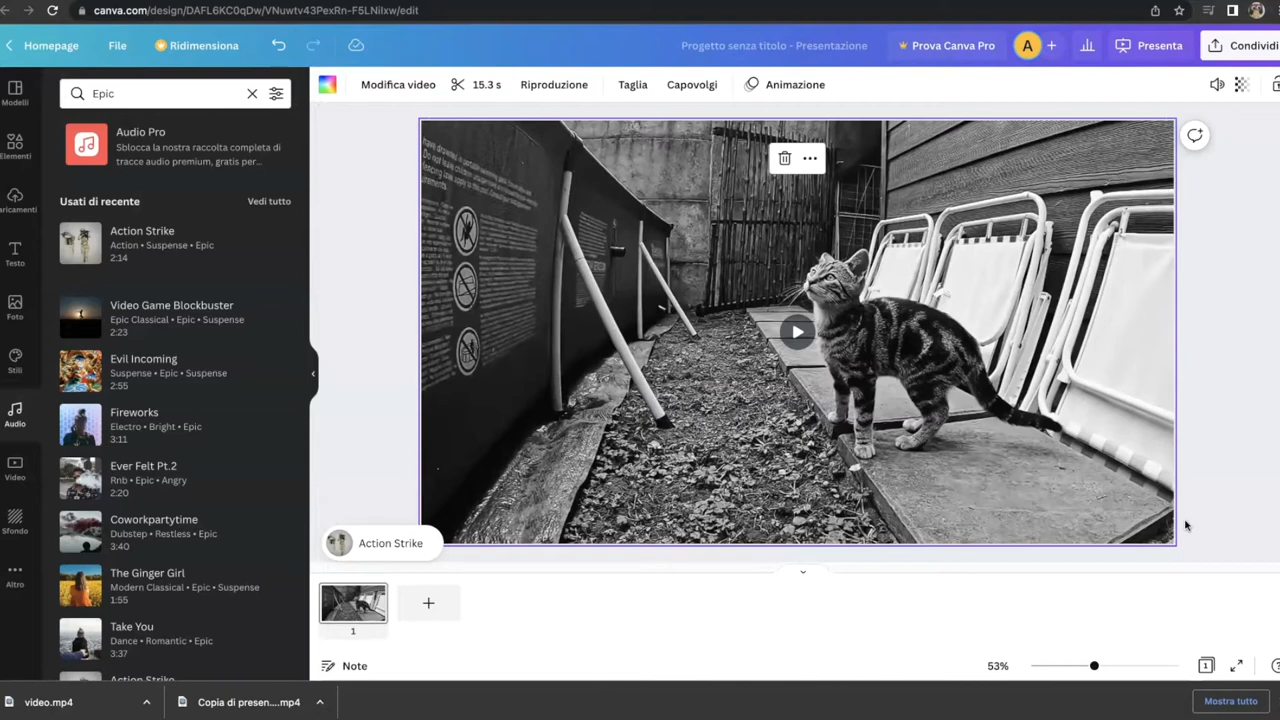 canva.com/design/DAFL6KC0qDw/VNuwtv43PexRn-F5LNiIxw/edit
Homepage File Ridimensiona Progetto senza titolo - Presentazione Prova Canva Pro A Presenta Condividi
Modelli
Elementi
aricamenti
Testo
Foto
Stili
Audio
Video
Sfondo
Altro
Epic
Audio Pro
Sblocca la nostra raccolta completa di
tracce audio premium, gratis per...
Usati di recente Vedi tutto
Action Strike
Action • Suspense • Epic
2:14
Video Game Blockbuster
Epic Classical • Epic • Suspense
2:23
Evil Incoming
Suspense • Epic • Suspense
2:55
Fireworks
Electro • Bright • Epic
3:11
Ever Felt Pt.2
Rnb • Epic • Angry
2:20
Coworkpartytime
Dubstep • Restless • Epic
3:40
The Ginger Girl
Modern Classical • Epic • Suspense
1:55
Take You
Dance • Romantic • Epic
3:37
Action Strike
Modifica video 15.3 s Riproduzione Taglia Capovolgi Animazione
Action Strike
1
Note 53% 1
video.mp4 Copia di presen....mp4 Mostra tutto